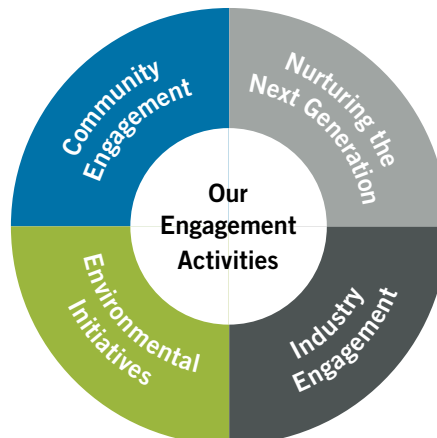 Community
Engagement
Nurturing the
Next Generation
Our
Engagement
Activities
Environmental
Initiatives
Industry
Engagement